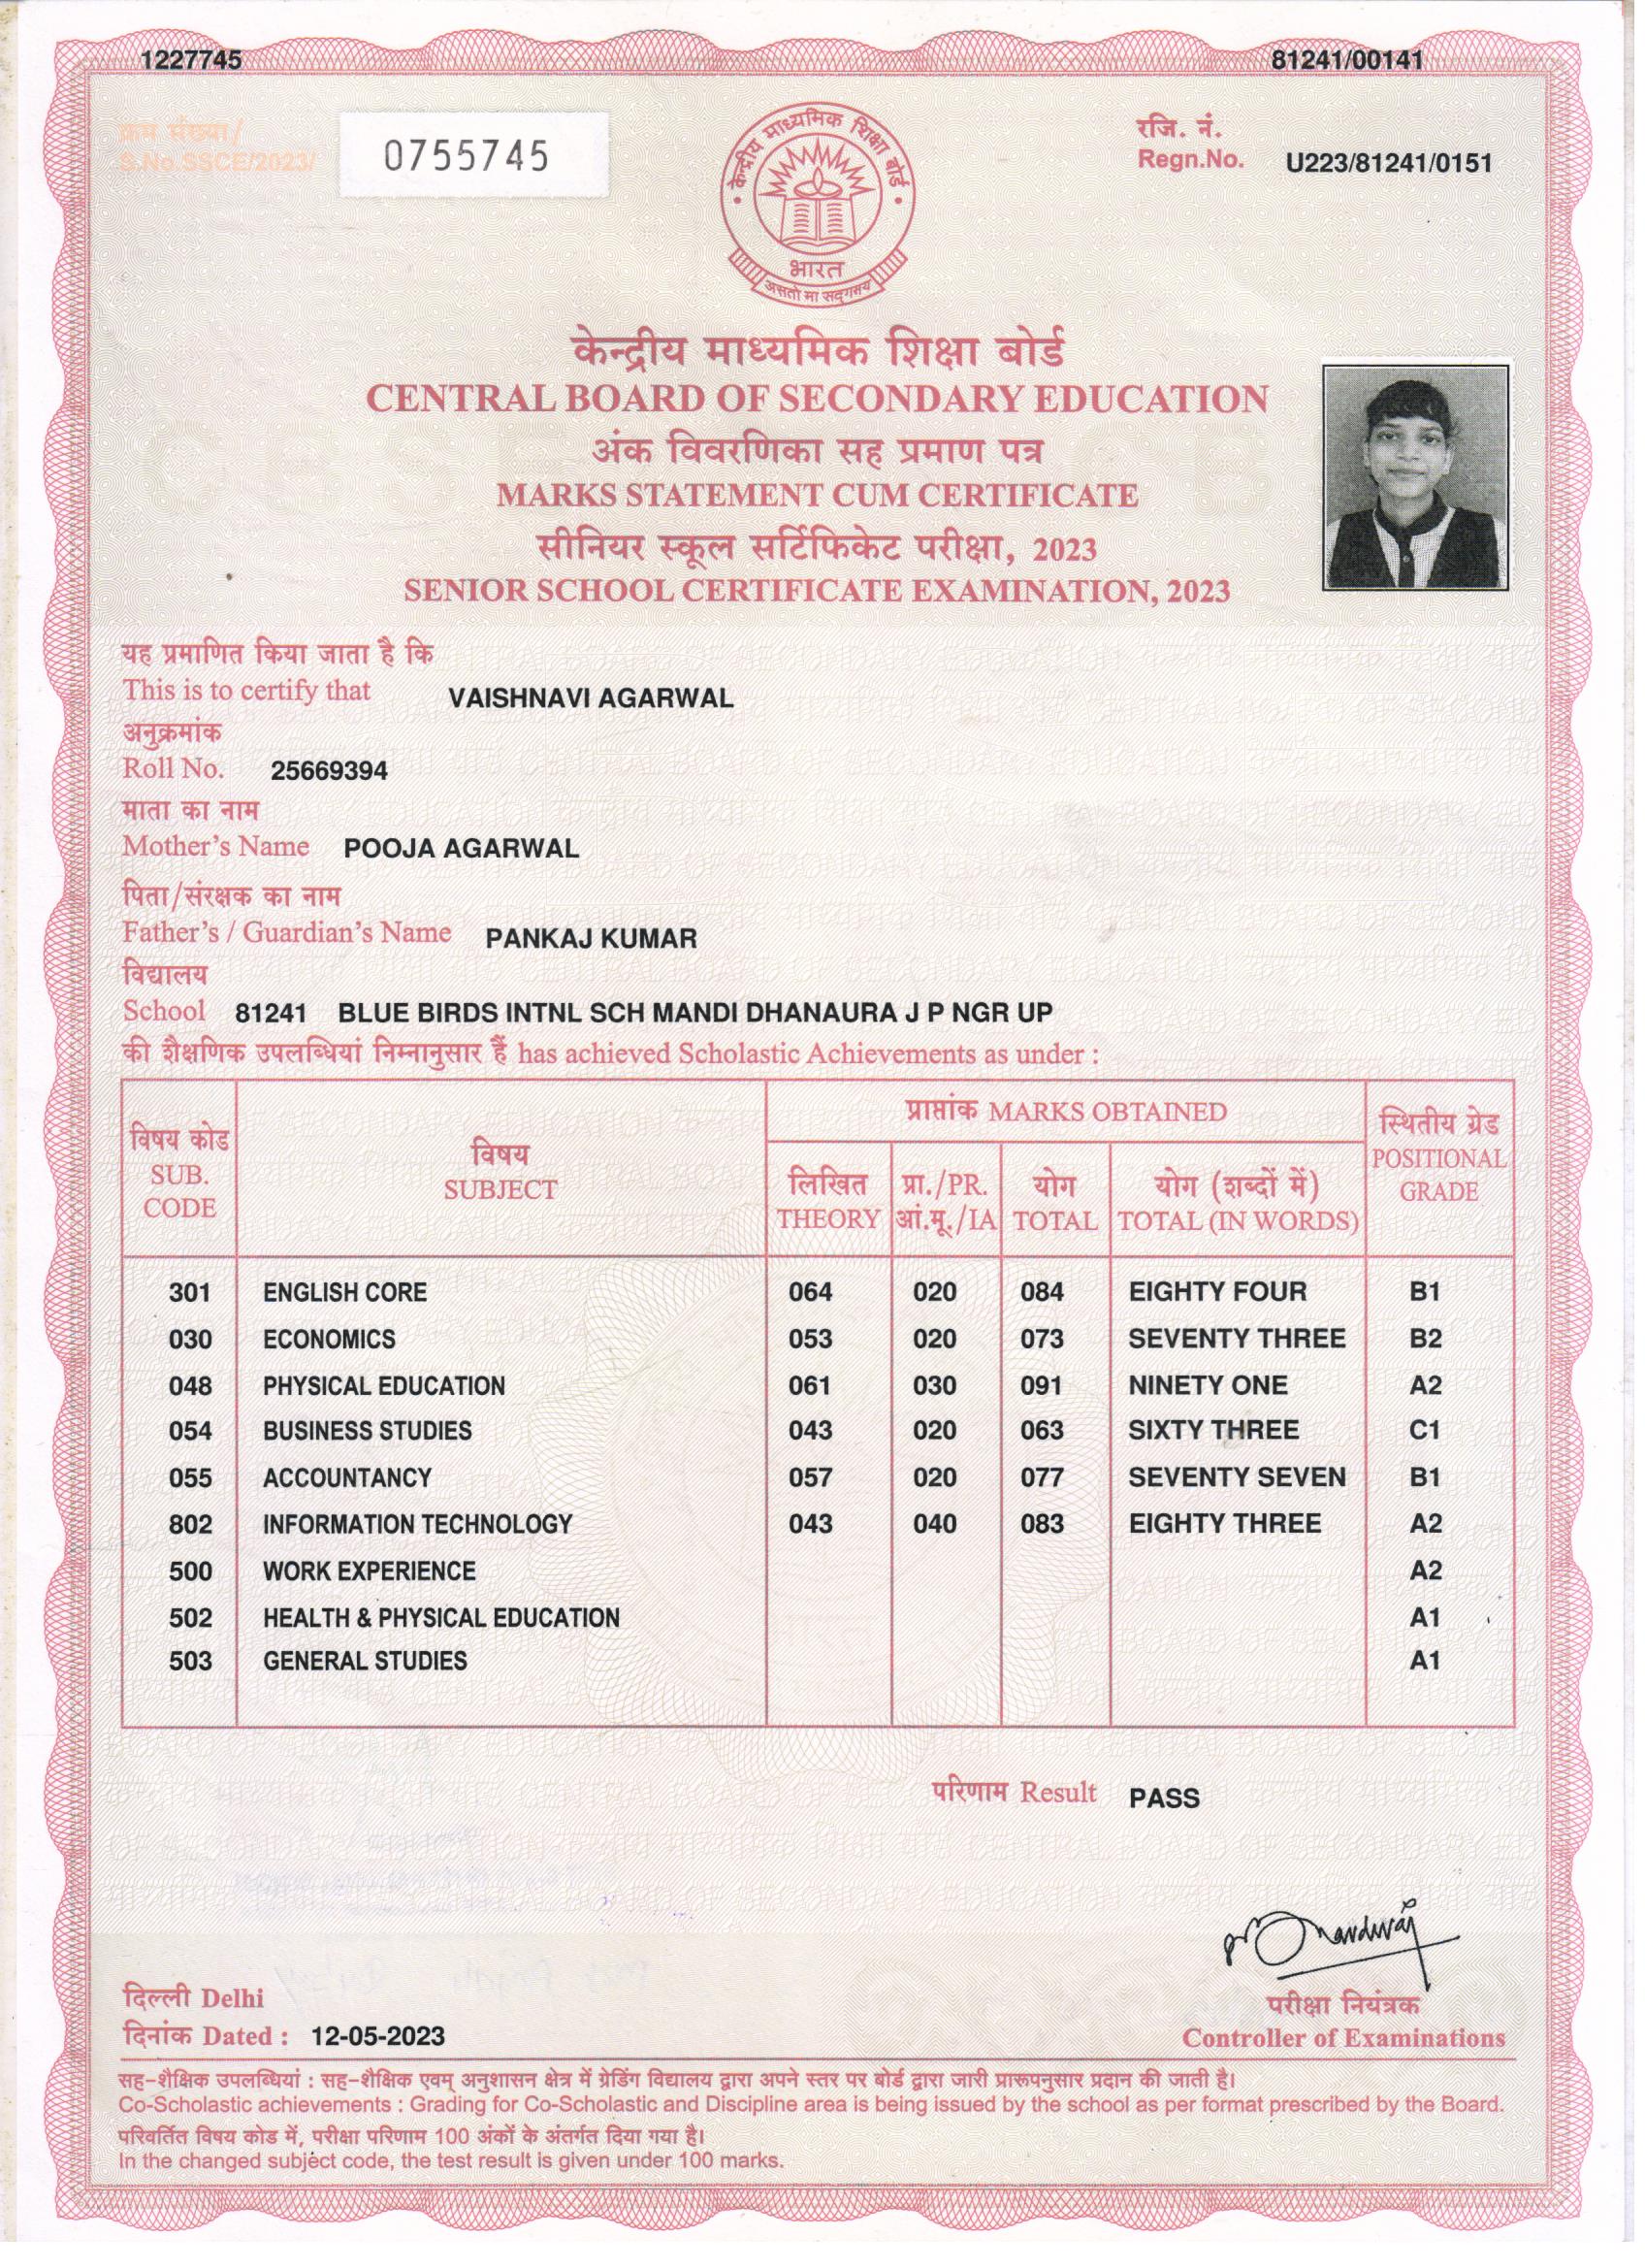 1227745 81241/00141
क्रम संख्या/ रजि. नं.
S.No.SSCE/2023/ 0755745 Regn.No. U223/81241/0151
केन्द्रीय माध्यमिक शिक्षा बोर्ड
भारत
असतो मा सद्गमय
केन्द्रीय माध्यमिक शिक्षा बोर्ड
CENTRAL BOARD OF SECONDARY EDUCATION
अंक विवरणिका सह प्रमाण पत्र
MARKS STATEMENT CUM CERTIFICATE
सीनियर स्कूल सर्टिफिकेट परीक्षा, 2023
SENIOR SCHOOL CERTIFICATE EXAMINATION, 2023
यह प्रमाणित किया जाता है कि
This is to certify that VAISHNAVI AGARWAL
अनुक्रमांक
Roll No. 25669394
माता का नाम
Mother's Name POOJA AGARWAL
पिता/संरक्षक का नाम
Father's / Guardian's Name PANKAJ KUMAR
विद्यालय
School 81241 BLUE BIRDS INTNL SCH MANDI DHANAURA J P NGR UP
की शैक्षणिक उपलब्धियां निम्नानुसार हैं has achieved Scholastic Achievements as under :
विषय कोड विषय प्राप्तांक MARKS OBTAINED स्थितीय ग्रेड
SUB. CODE SUBJECT लिखित प्रा./PR. योग योग (शब्दों में) POSITIONAL
THEORY आं.मू./IA TOTAL TOTAL (IN WORDS) GRADE
301 ENGLISH CORE 064 020 084 EIGHTY FOUR B1
030 ECONOMICS 053 020 073 SEVENTY THREE B2
048 PHYSICAL EDUCATION 061 030 091 NINETY ONE A2
054 BUSINESS STUDIES 043 020 063 SIXTY THREE C1
055 ACCOUNTANCY 057 020 077 SEVENTY SEVEN B1
802 INFORMATION TECHNOLOGY 043 040 083 EIGHTY THREE A2
500 WORK EXPERIENCE A2
502 HEALTH & PHYSICAL EDUCATION A1
503 GENERAL STUDIES A1
परिणाम Result PASS
दिल्ली Delhi परीक्षा नियंत्रक
दिनांक Dated : 12-05-2023 Controller of Examinations
सह-शैक्षिक उपलब्धियां : सह-शैक्षिक एवम् अनुशासन क्षेत्र में ग्रेडिंग विद्यालय द्वारा अपने स्तर पर बोर्ड द्वारा जारी प्रारूपनुसार प्रदान की जाती है।
Co-Scholastic achievements : Grading for Co-Scholastic and Discipline area is being issued by the school as per format prescribed by the Board.
परिवर्तित विषय कोड में, परीक्षा परिणाम 100 अंकों के अंतर्गत दिया गया है।
In the changed subject code, the test result is given under 100 marks.